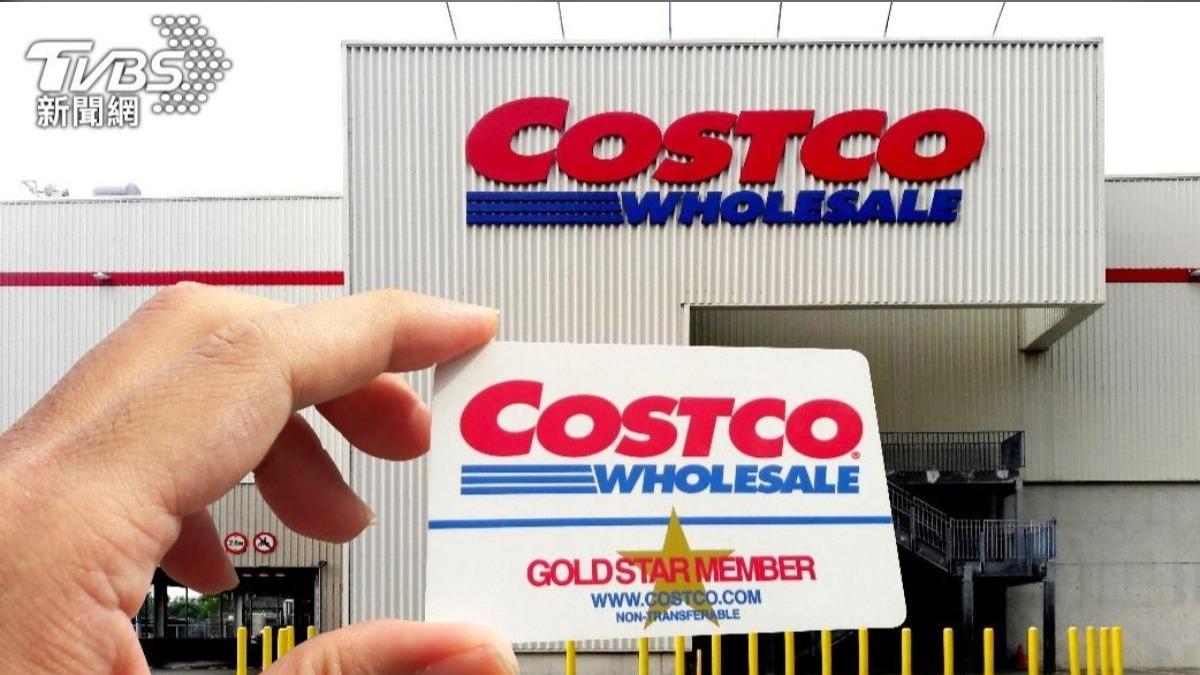 TVBS
新聞網
COSTCO
WHOLESALE
COSTCO®
WHOLESALE
GOLD STAR MEMBER
WWW.COSTCO.COM
NON-TRANSFERABLE